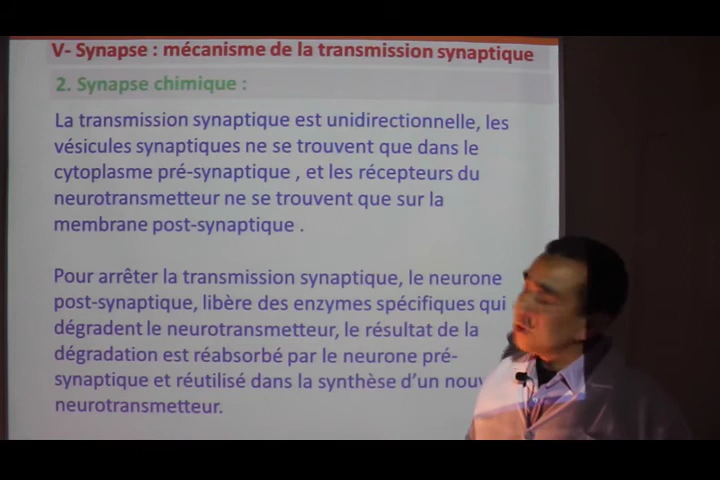 V- Synapse : mécanisme de la transmission synaptique
2. Synapse chimique :
La transmission synaptique est unidirectionnelle, les
vésicules synaptiques ne se trouvent que dans le
cytoplasme pré-synaptique , et les récepteurs du
neurotransmetteur ne se trouvent que sur la
membrane post-synaptique .
Pour arrêter la transmission synaptique, le neurone
post-synaptique, libère des enzymes spécifiques qui
dégradent le neurotransmetteur, le résultat de la
dégradation est réabsorbé par le neurone pré-
synaptique et réutilisé dans la synthèse d'un
neurotransmetteur.